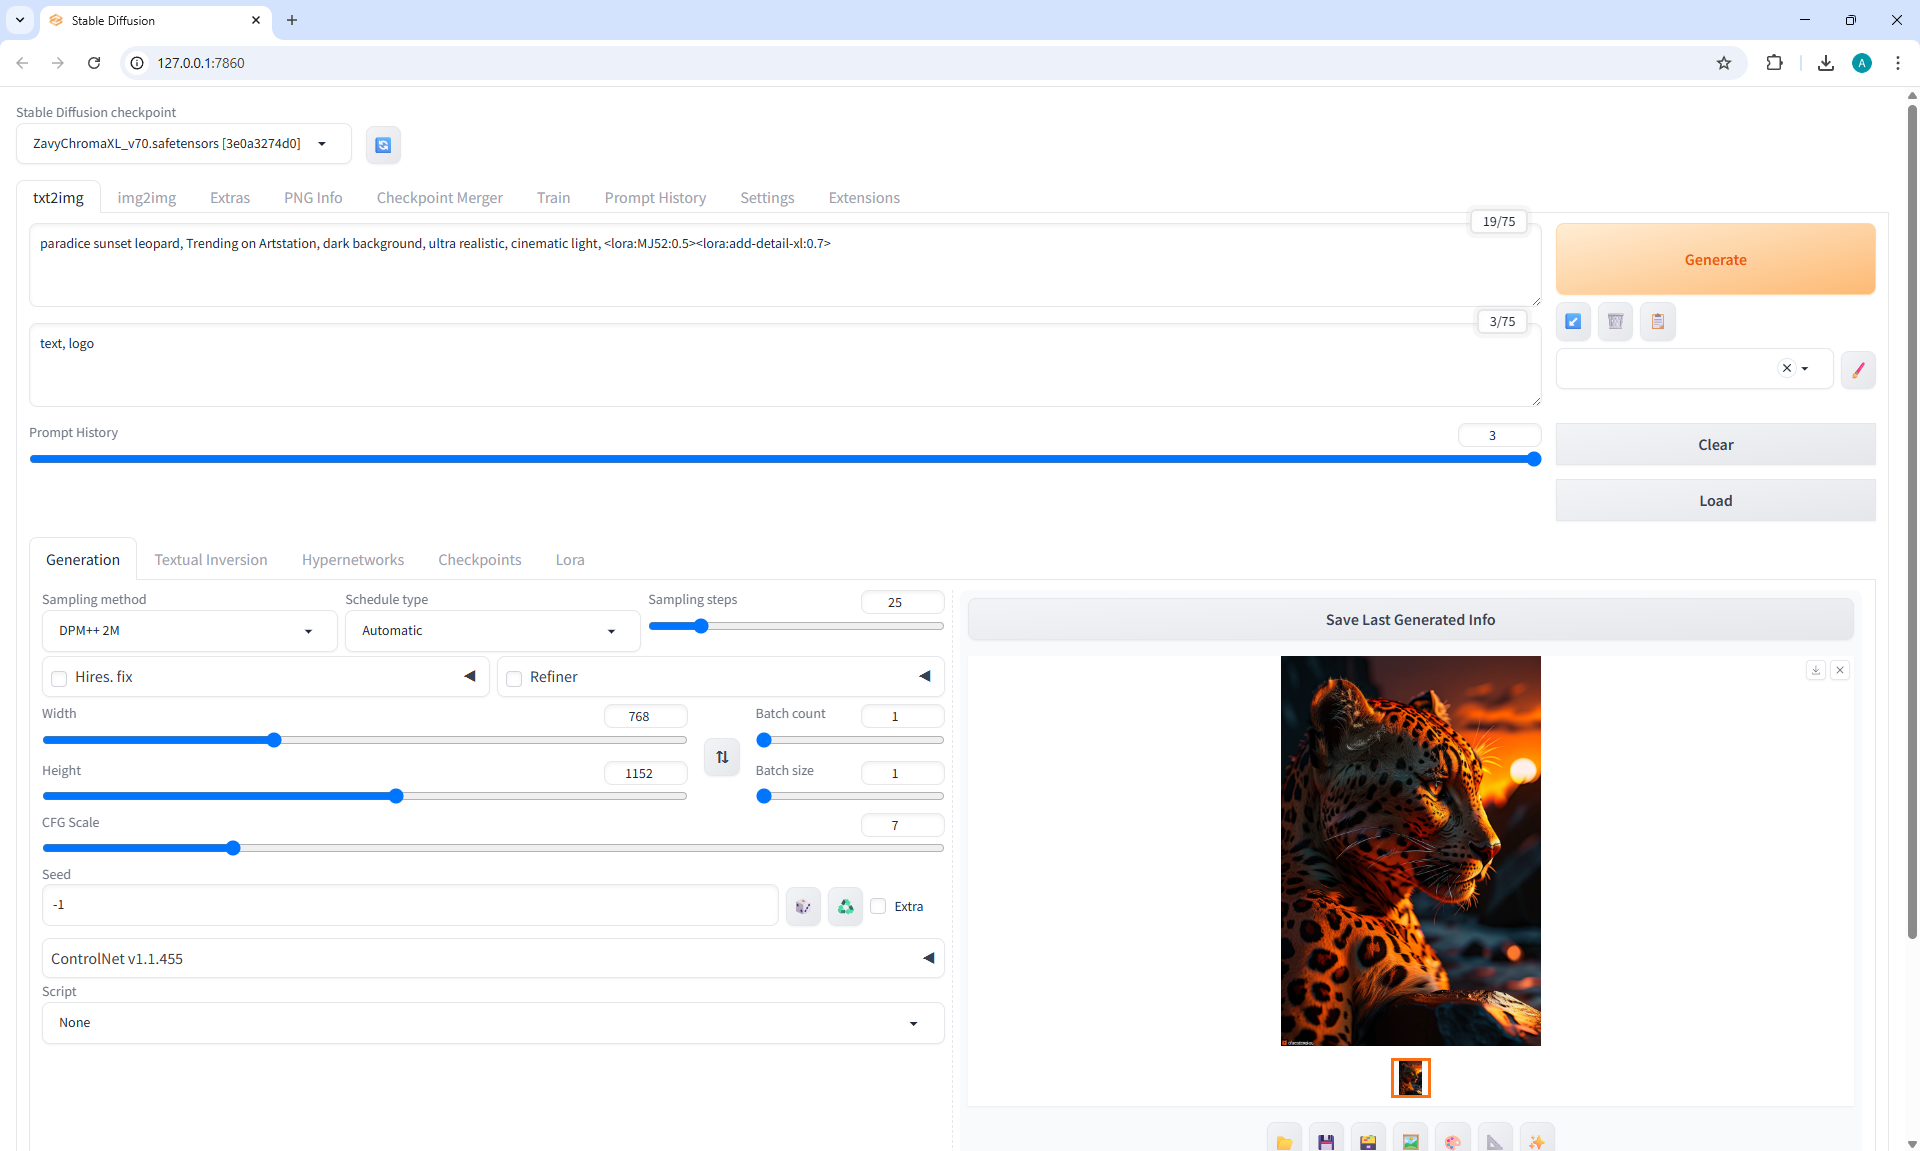 Stable Diffusion
127.0.0.1:7860
A
Stable Diffusion checkpoint
ZavyChromaXL_v70.safetensors [3e0a3274d0]
txt2img img2img Extras PNG Info Checkpoint Merger Train Prompt History Settings Extensions
19/75
paradice sunset leopard, Trending on Artstation, dark background, ultra realistic, cinematic light, <lora:MJ52:0.5><lora:add-detail-xl:0.7>
Generate
3/75
text, logo
Prompt History
3
Clear
Load
Generation Textual Inversion Hypernetworks Checkpoints Lora
Sampling method Schedule type Sampling steps 25
DPM++ 2M Automatic
Save Last Generated Info
Hires. fix Refiner
Width 768 Batch count 1
Height 1152 Batch size 1
CFG Scale 7
Seed
-1
Extra
ControlNet v1.1.455
Script
None